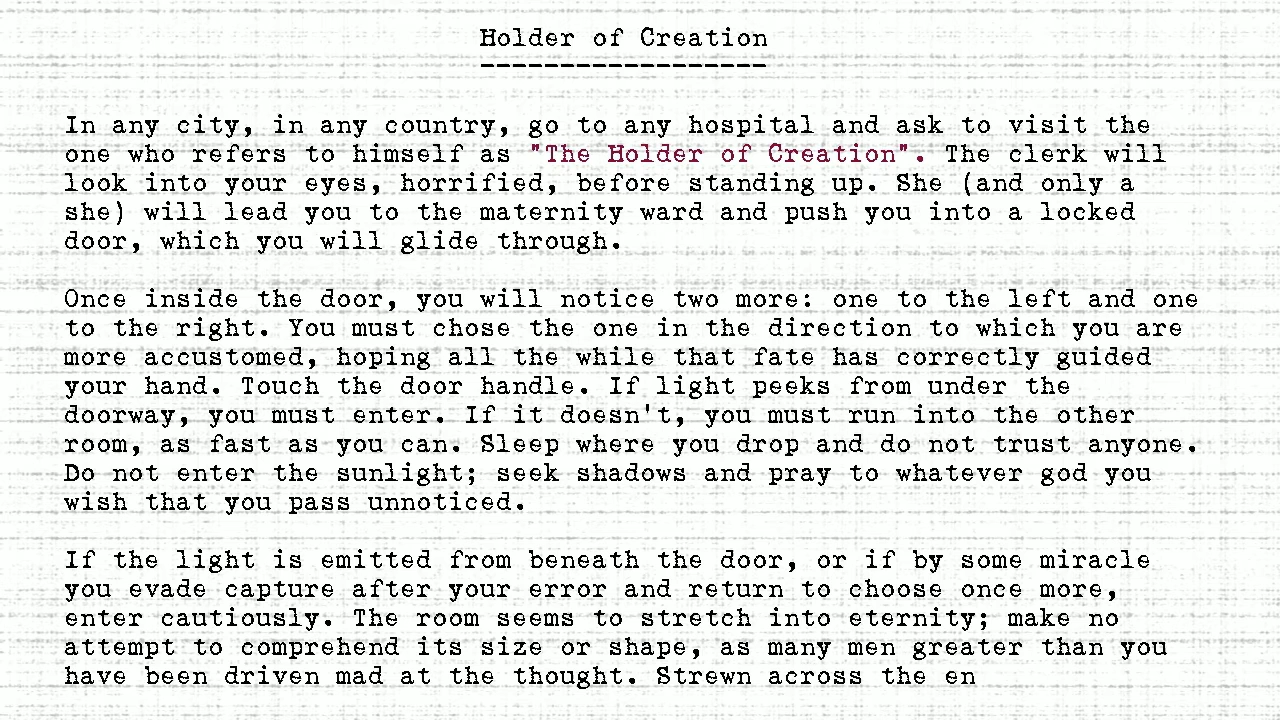 Holder of Creation
------------------
In any city, in any country, go to any hospital and ask to visit the
one who refers to himself as "The Holder of Creation". The clerk will
look into your eyes, horrified, before standing up. She (and only a
she) will lead you to the maternity ward and push you into a locked
door, which you will glide through.
Once inside the door, you will notice two more: one to the left and one
to the right. You must chose the one in the direction to which you are
more accustomed, hoping all the while that fate has correctly guided
your hand. Touch the door handle. If light peeks from under the
doorway, you must enter. If it doesn't, you must run into the other
room, as fast as you can. Sleep where you drop and do not trust anyone.
Do not enter the sunlight; seek shadows and pray to whatever god you
wish that you pass unnoticed.
If the light is emitted from beneath the door, or if by some miracle
you evade capture after your error and return to choose once more,
enter cautiously. The room seems to stretch into eternity; make no
attempt to comprehend its size or shape, as many men greater than you
have been driven mad at the thought. Strewn across the en